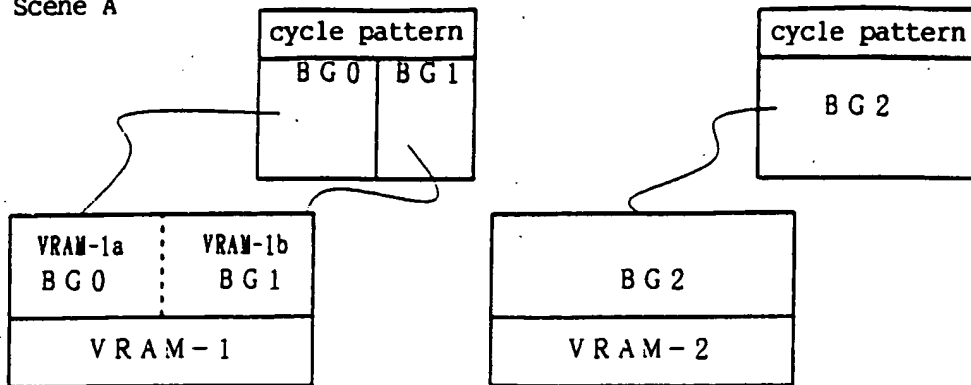 Scene A
cycle pattern
BG0 BG1
cycle pattern
BG2
VRAM-1a VRAM-1b
BG0 BG1
VRAM-1
BG2
VRAM-2